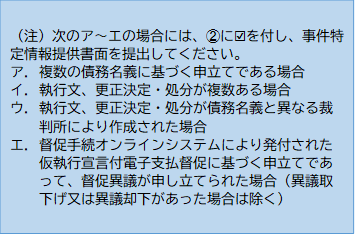 （注）次のア～エの場合には、②に☑を付し、事件特
定情報提供書面を提出してください。
ア．複数の債務名義に基づく申立てである場合
イ．執行文、更正決定・処分が複数ある場合
ウ．執行文、更正決定・処分が債務名義と異なる裁
判所により作成された場合
エ．督促手続オンラインシステムにより発付された
仮執行宣言付電子支払督促に基づく申立てであ
って、督促異議が申し立てられた場合（異議取
下げ又は異議却下があった場合は除く）